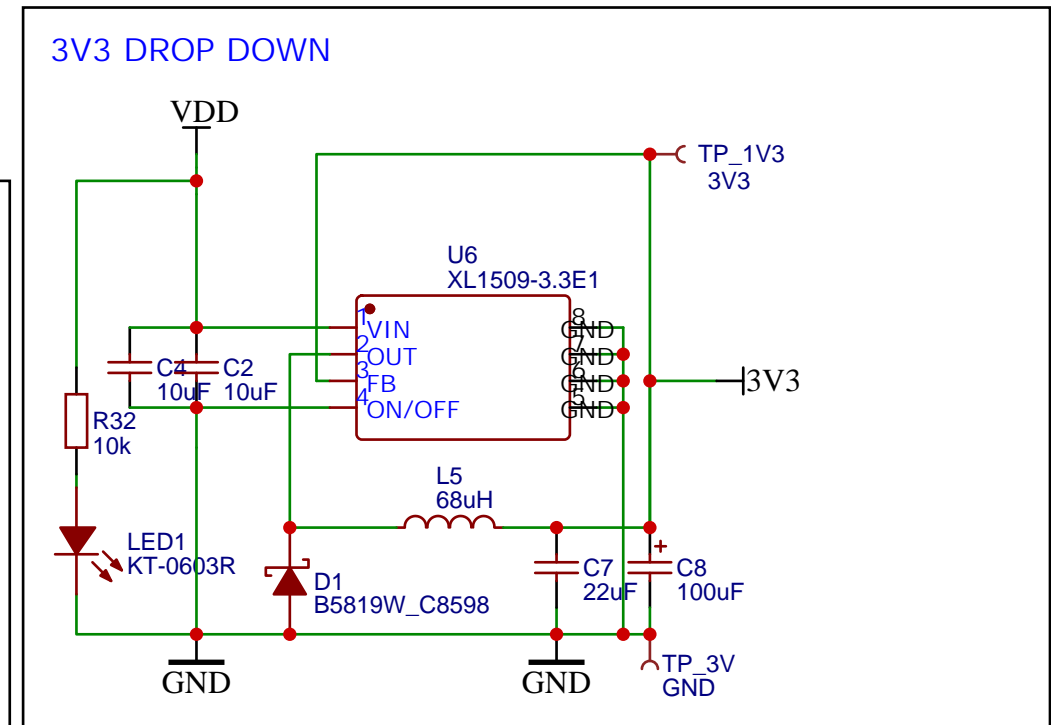 3V3 DROP DOWN
VDD
TP_1V3
3V3
U6
XL1509-3.3E1
1
VIN
2
OUT
3
FB
4
ON/OFF
8
GND
7
GND
6
GND
5
GND
C4
10uF
C2
10uF
3V3
R32
10k
L5
68uH
LED1
KT-0603R
D1
B5819W_C8598
C7
22uF
+
C8
100uF
GND
GND
TP_3V
GND